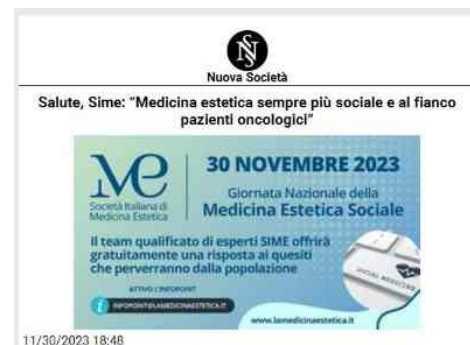 Nuova Società
Salute, Sime: “Medicina estetica sempre più sociale e al fianco
pazienti oncologici”
Società Italiana di
Medicina Estetica
30 NOVEMBRE 2023
Giornata Nazionale della
Medicina Estetica Sociale
Il team qualificato di esperti SIME offrirà
gratuitamente una risposta ai quesiti
che perverranno dalla popolazione
ATTIVO L'INFOPOINT
INFOPOINT@LAMEDICINAESTETICA.IT
SOCIAL MEDICINE
www.lamedicinaestetica.it
11/30/2023 18:48